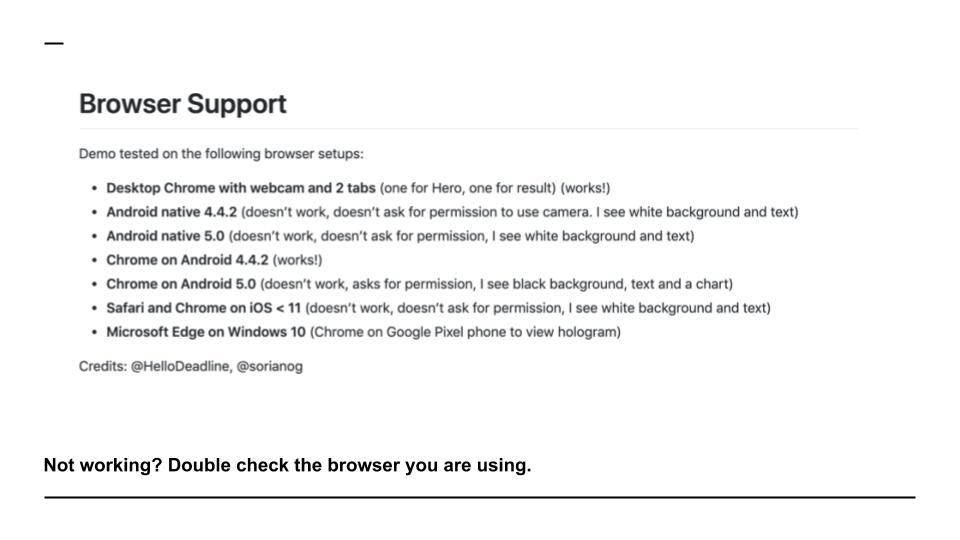 Browser Support
Demo tested on the following browser setups:
• Desktop Chrome with webcam and 2 tabs (one for Hero, one for result) (works!)
• Android native 4.4.2 (doesn’t work, doesn’t ask for permission to use camera. I see white background and text)
• Android native 5.0 (doesn’t work, doesn’t ask for permission, I see white background and text)
• Chrome on Android 4.4.2 (works!)
• Chrome on Android 5.0 (doesn’t work, asks for permission, I see black background, text and a chart)
• Safari and Chrome on iOS < 11 (doesn’t work, doesn’t ask for permission, I see white background and text)
• Microsoft Edge on Windows 10 (Chrome on Google Pixel phone to view hologram)
Credits: @HelloDeadline, @sorianog
Not working? Double check the browser you are using.